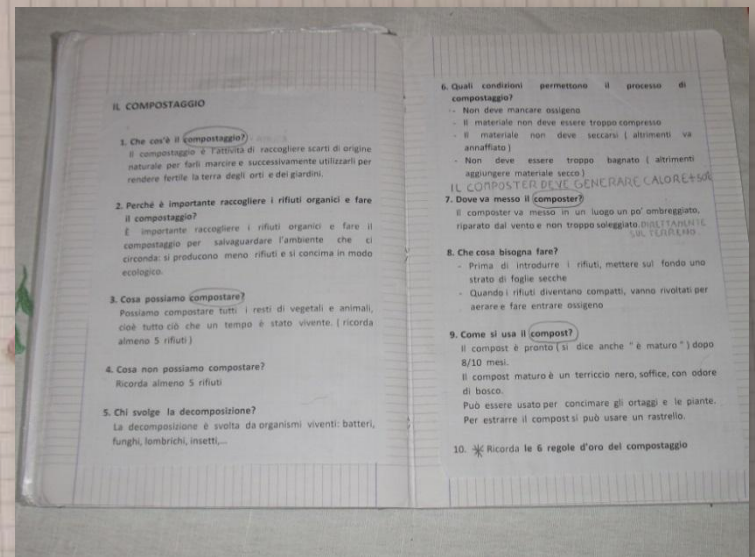 IL COMPOSTAGGIO
1. Che cos'è il compostaggio?
Il compostaggio è l'attività di raccogliere scarti di origine
naturale per farli marcire e successivamente utilizzarli per
rendere fertile la terra degli orti e dei giardini.
2. Perché è importante raccogliere i rifiuti organici e fare
il compostaggio?
È importante raccogliere i rifiuti organici e fare il
compostaggio per salvaguardare l'ambiente che ci
circonda: si producono meno rifiuti e si concima in modo
ecologico.
3. Cosa possiamo compostare?
Possiamo compostare tutti i resti di vegetali e animali,
cioè tutto ciò che un tempo è stato vivente. ( ricorda
almeno 5 rifiuti )
4. Cosa non possiamo compostare?
Ricorda almeno 5 rifiuti
5. Chi svolge la decomposizione?
La decomposizione è svolta da organismi viventi: batteri,
funghi, lombrichi, insetti,...
6. Quali condizioni permettono il processo di
compostaggio?
- Non deve mancare ossigeno
- Il materiale non deve essere troppo compresso
- Il materiale non deve seccarsi ( altrimenti va
annaffiato )
- Non deve essere troppo bagnato ( altrimenti
aggiungere materiale secco )
IL COMPOSTER DEVE GENERARE CALORE + SOLE
7. Dove va messo il composter?
Il composter va messo in un luogo un po' ombreggiato,
riparato dal vento e non troppo soleggiato. DIRETTAMENTE
SUL TERRENO.
8. Che cosa bisogna fare?
- Prima di introdurre i rifiuti, mettere sul fondo uno
strato di foglie secche
- Quando i rifiuti diventano compatti, vanno rivoltati per
aerare e fare entrare ossigeno
9. Come si usa il compost?
Il compost è pronto ( si dice anche " è maturo " ) dopo
8/10 mesi.
Il compost maturo è un terriccio nero, soffice, con odore
di bosco.
Può essere usato per concimare gli ortaggi e le piante.
Per estrarre il compost si può usare un rastrello.
10. Ricorda le 6 regole d'oro del compostaggio